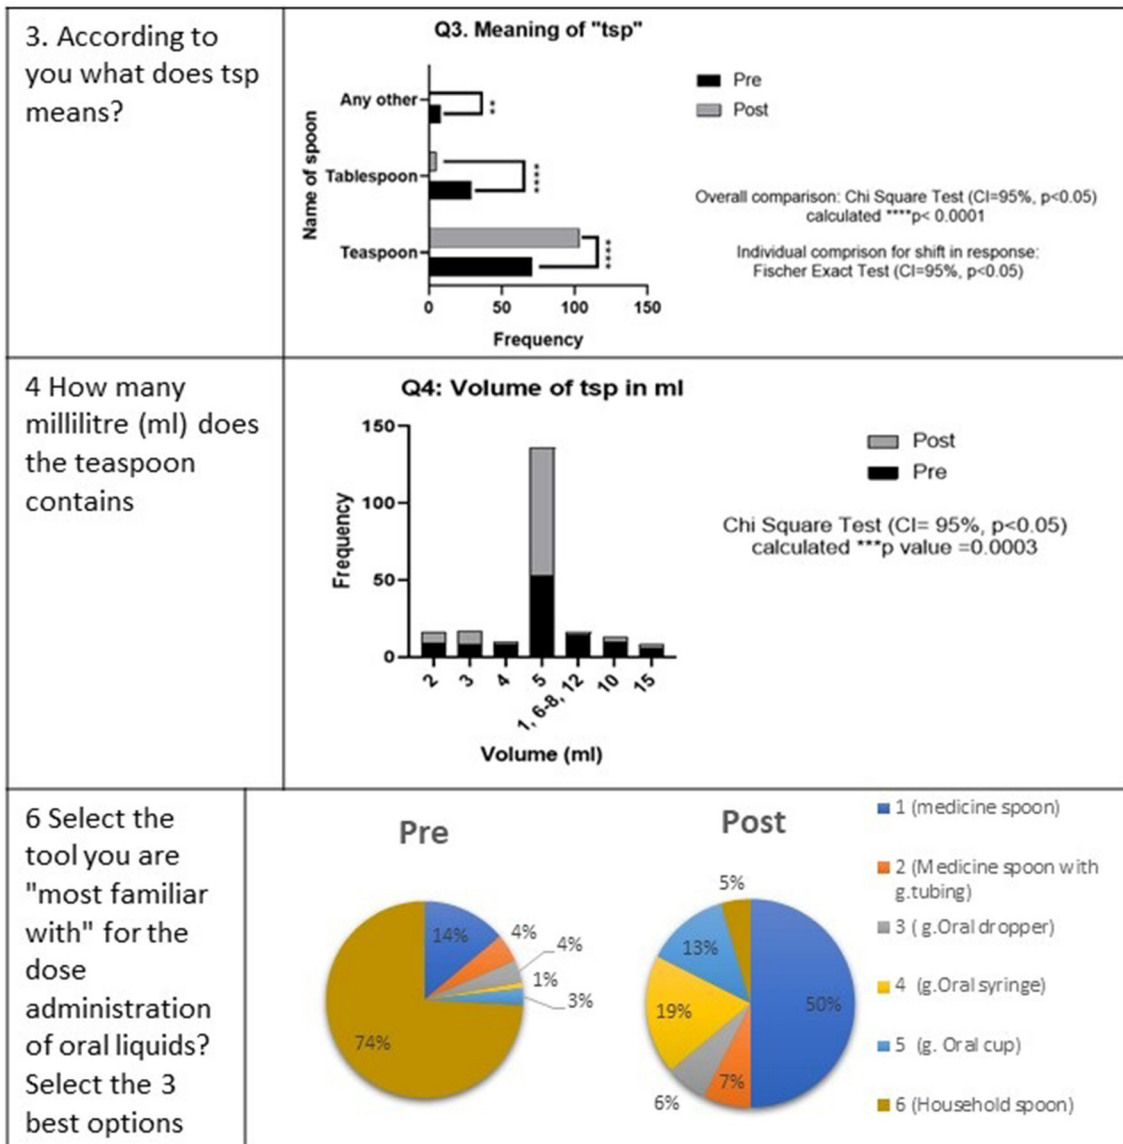 3. According to
you what does tsp
means?
Q3. Meaning of "tsp"
Name of spoon
Any other
Tablespoon
Teaspoon
**
****
****
0
50
100
150
Frequency
Pre
Post
Overall comparison: Chi Square Test (CI=95%, p<0.05)
calculated ****p< 0.0001
Individual comprison for shift in response:
Fischer Exact Test (CI=95%, p<0.05)
4 How many
millilitre (ml) does
the teaspoon
contains
Q4: Volume of tsp in ml
Frequency
150
100
50
0
2
3
4
5
1, 6-8, 12
10
15
Volume (ml)
Post
Pre
Chi Square Test (CI= 95%, p<0.05)
calculated ***p value =0.0003
6 Select the
tool you are
"most familiar
with" for the
dose
administration
of oral liquids?
Select the 3
best options
Pre
14%
4%
4%
1%
3%
74%
Post
5%
13%
19%
6%
7%
50%
1 (medicine spoon)
2 (Medicine spoon with
g.tubing)
3 ( g.Oral dropper)
4 (g.Oral syringe)
5 (g. Oral cup)
6 (Household spoon)